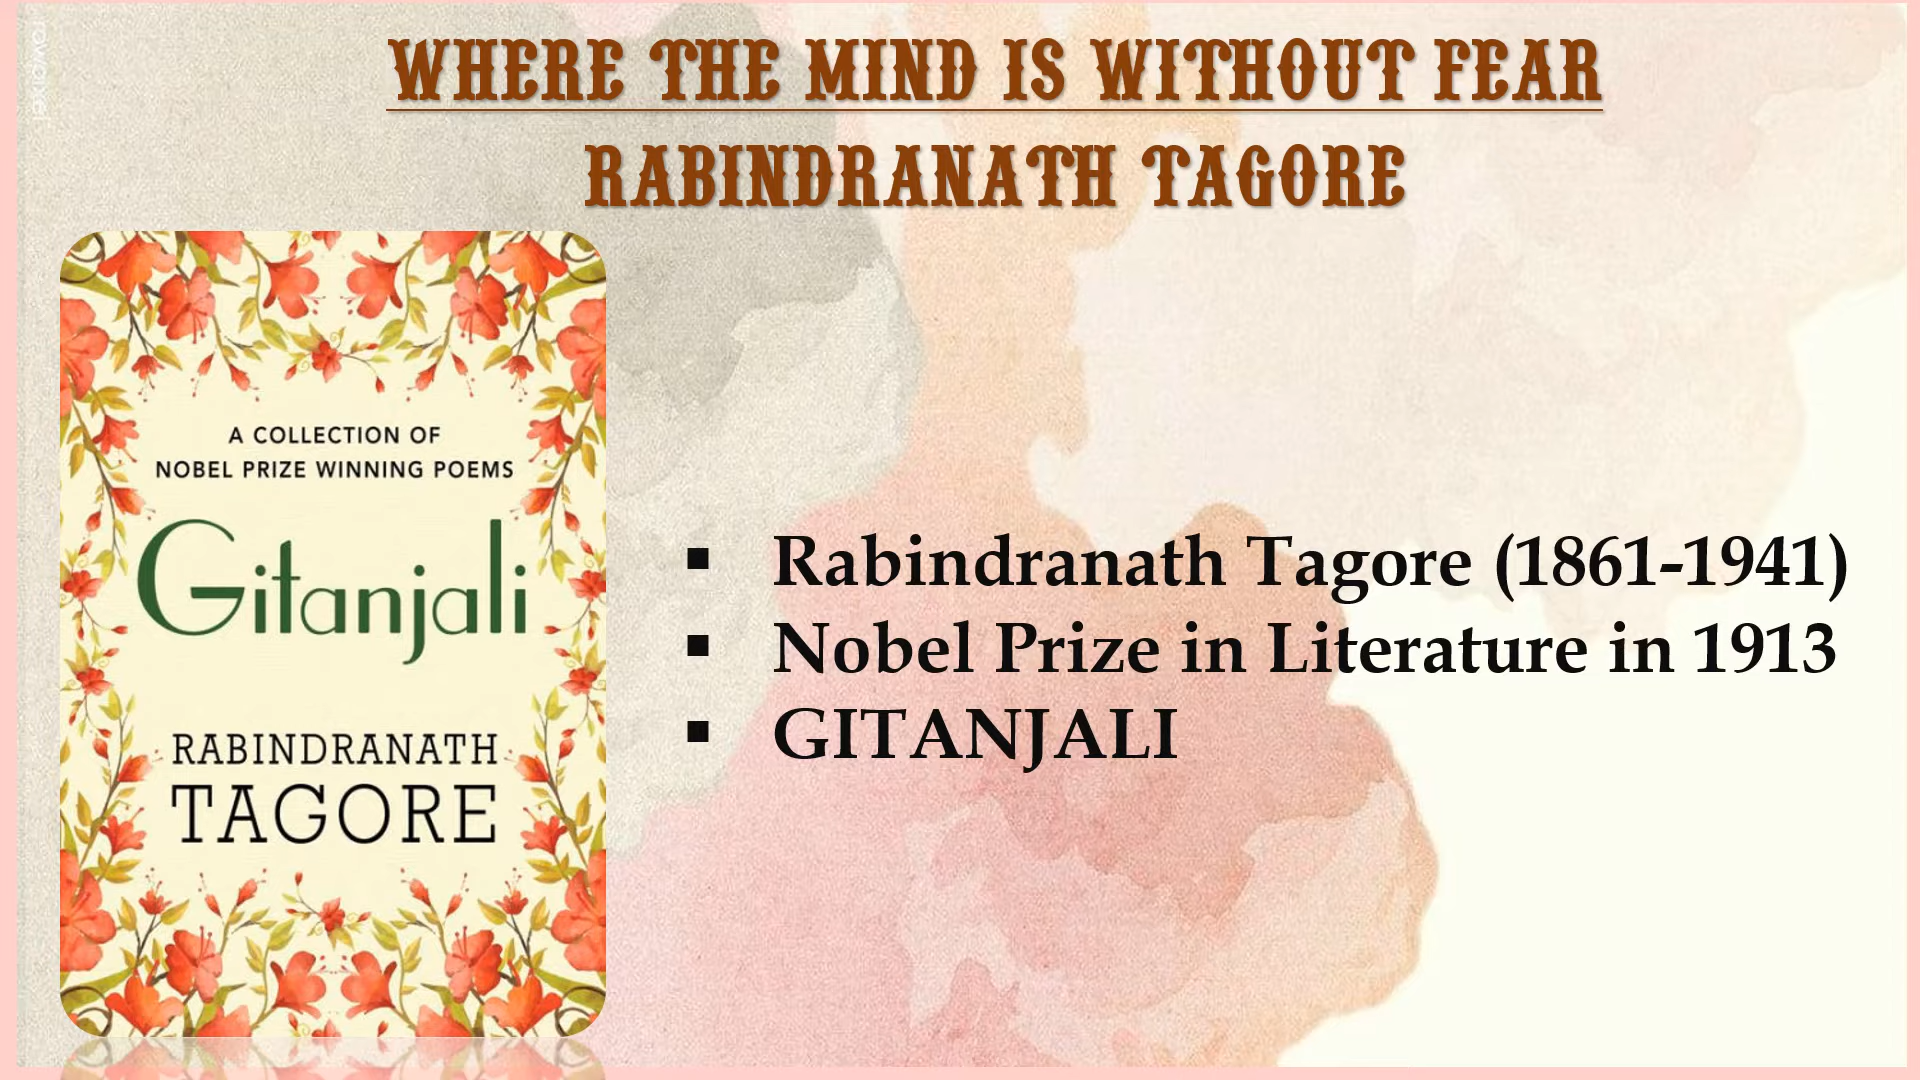 WHERE THE MIND IS WITHOUT FEAR
RABINDRANATH TAGORE
A COLLECTION OF
NOBEL PRIZE WINNING POEMS
Gitanjali
RABINDRANATH
TAGORE
▪ Rabindranath Tagore (1861-1941)
▪ Nobel Prize in Literature in 1913
▪ GITANJALI